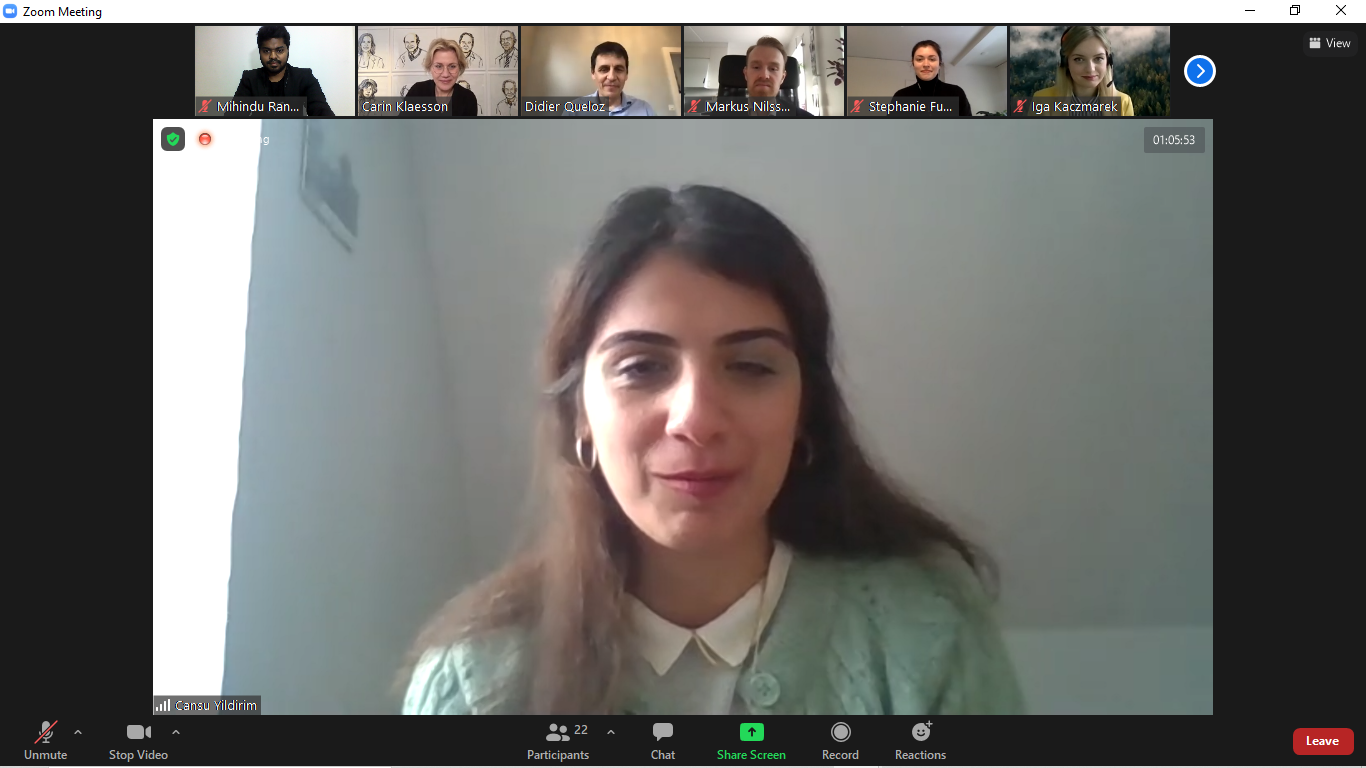 Zoom Meeting
View
Mihindu Ran...
Carin Klaesson
Didier Queloz
Markus Nilss...
Stephanie Fu...
Iga Kaczmarek
01:05:53
Cansu Yildirim
Unmute
Stop Video
22
Participants
Chat
Share Screen
Record
Reactions
Leave